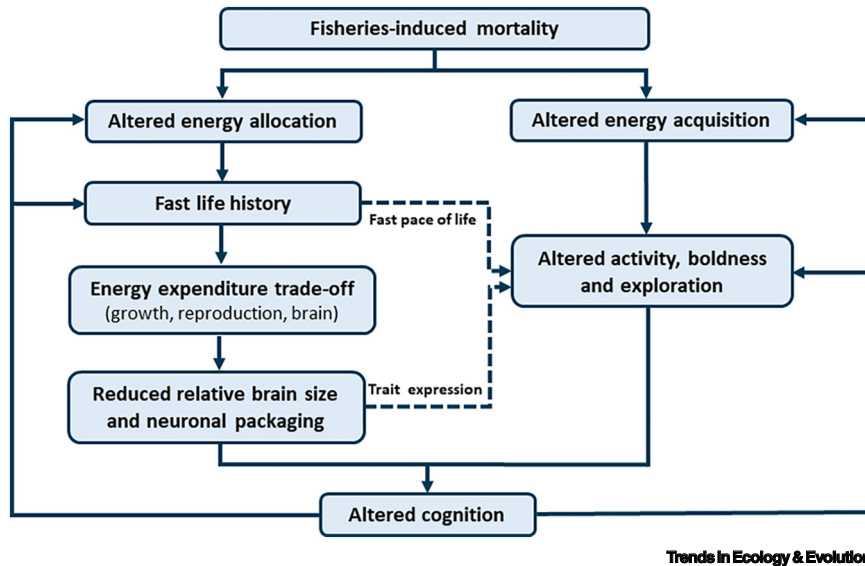 Fisheries-induced mortality
Altered energy allocation
Altered energy acquisition
Fast life history
Fast pace of life
Altered activity, boldness
and exploration
Energy expenditure trade-off
(growth, reproduction, brain)
Reduced relative brain size
and neuronal packaging
Trait expression
Altered cognition
Trends in Ecology & Evolution